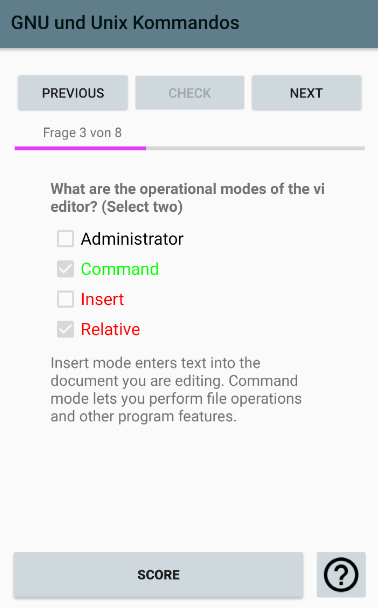 GNU und Unix Kommandos
PREVIOUS
CHECK
NEXT
Frage 3 von 8
What are the operational modes of the vi
editor? (Select two)
Administrator
Command
Insert
Relative
Insert mode enters text into the
document you are editing. Command
mode lets you perform file operations
and other program features.
SCORE
?